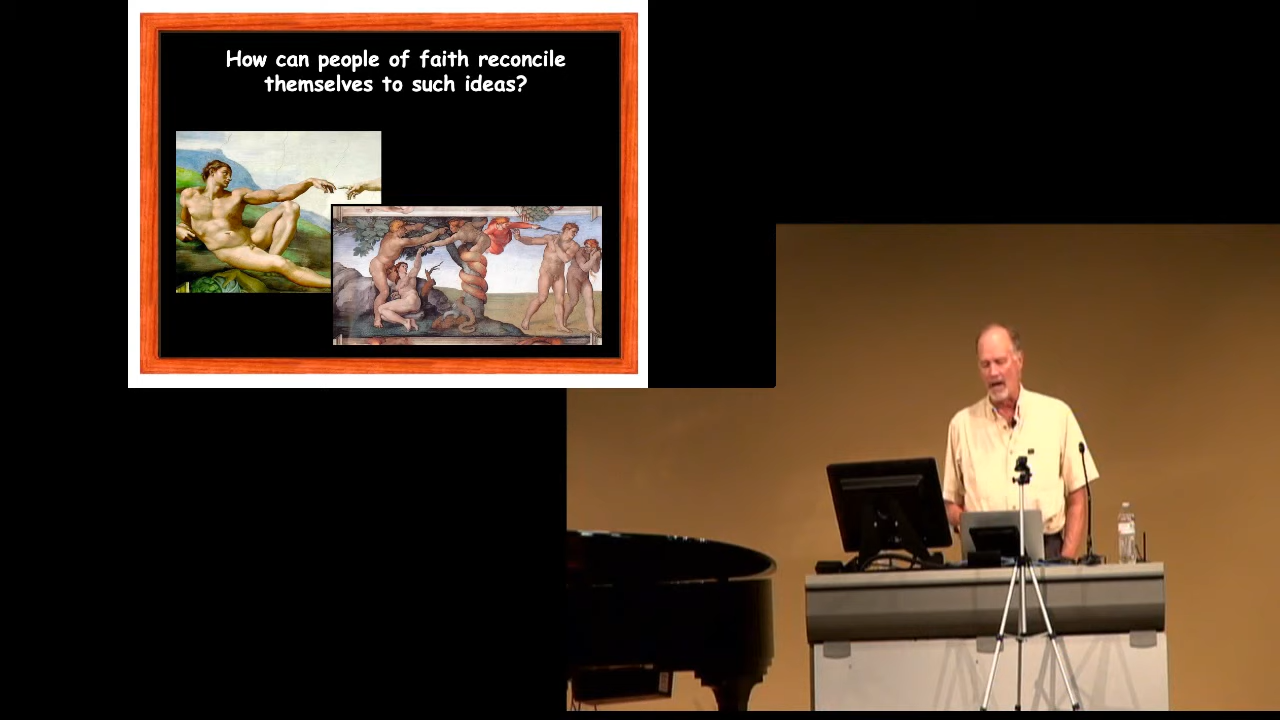 How can people of faith reconcile
themselves to such ideas?